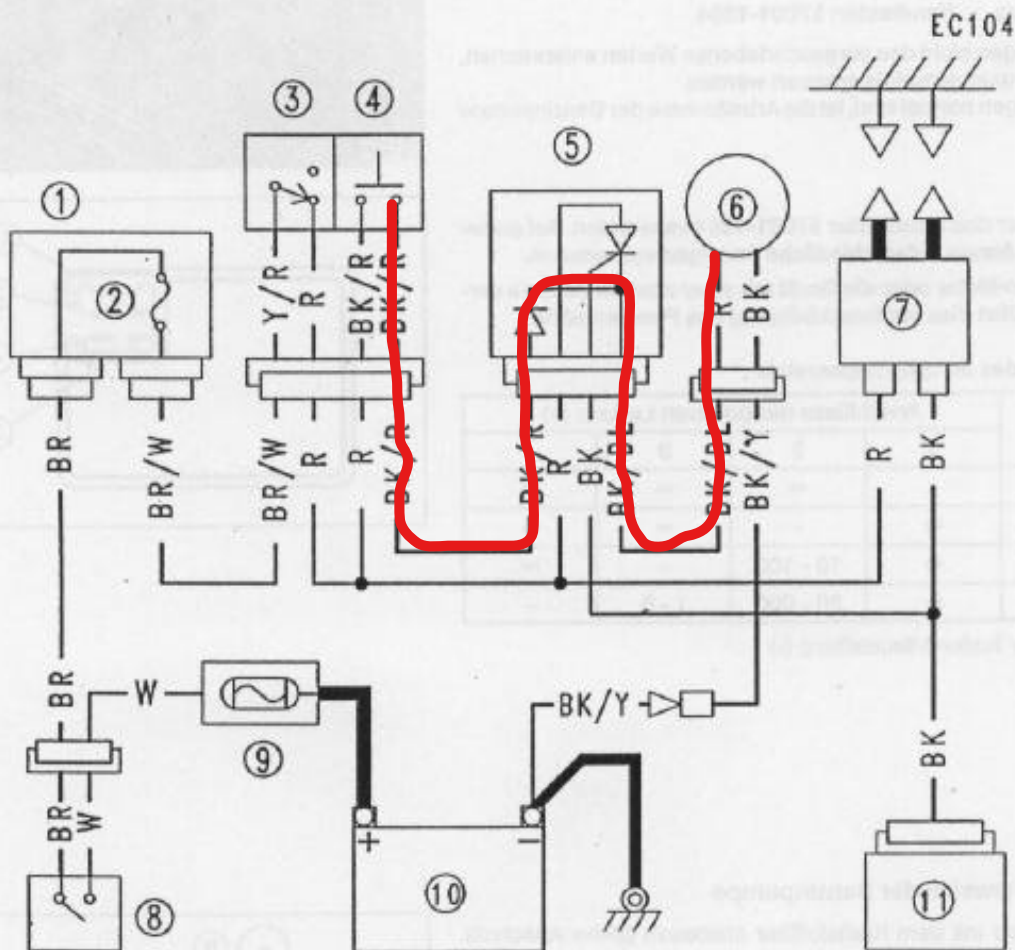 EC104
③ ④
⑤
① ⑥
② ⑦
Y/R R BK/R BK/R R BK
BR BR/W BR/W R R BK/R BK/R R BK BK/BL BK/BL BK/Y R BK
BR W BK/Y
⑨ BK
BR W
+ −
⑧ ⑩ ⑪